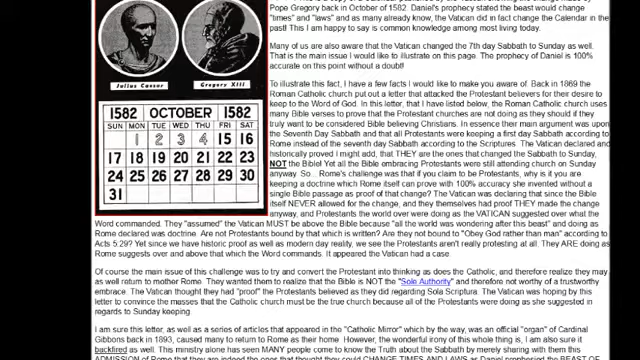 Pope Gregory back in October of 1582. Daniel's prophecy stated the beast would change
"times" and "laws" and as many already know, the Vatican did in fact change the Calendar in the
past! This I am happy to say is common knowledge among most living today.
Many of us are also aware that the Vatican changed the 7th day Sabbath to Sunday as well.
That is the main issue I would like to illustrate on this page. The prophecy of Daniel is 100%
accurate on this point without a doubt!
Julius Caesar
Gregory XIII
To illustrate this fact, I have a few facts I would like to make you aware of. Back in 1869 the
Roman Catholic church put out a letter that attacked the Protestant believers for their desire to
keep to the Word of God. In this letter, that I have listed below, the Roman Catholic church uses
many Bible verses to prove that the Protestant churches are not doing as they should if they
truly want to be considered Bible believing Christians. In essence their main argument was upon
the Seventh Day Sabbath and that all Protestants were keeping a first day Sabbath according to
Rome instead of the seventh day Sabbath according to the Scriptures. The Vatican declared and
historically proved I might add, that THEY are the ones that changed the Sabbath to Sunday,
NOT the Bible! Yet all the Bible embracing Protestants were still attending church on Sunday
anyway. So... Rome's challenge was that if you claim to be Protestants, why is it you are
keeping a doctrine which Rome itself can prove with 100% accuracy she invented without a
single Bible passage as proof of that change? The Vatican was declaring that since the Bible
itself NEVER allowed for the change, and they themselves had proof THEY made the change
anyway, and Protestants the world over were doing as the VATICAN suggested over what the
1582 OCTOBER 1582
SUN MON TUE WED THU FRI SAT
1 2 3 4 15 16
17 18 19 20 21 22 23
24 25 26 27 28 29 30
31
Word commanded. They "assumed" the Vatican MUST be above the Bible because "all the world was wondering after this beast" and doing as
Rome declared was doctrine. Are not Protestants bound by that which is written? Are they not bound to "Obey God rather than man" according to
Acts 5:29? Yet since we have historic proof as well as modern day reality, we see the Protestants aren't really protesting at all. They ARE doing as
Rome suggests over and above that which the Word commands. It appeared the Vatican had a case.
Of course the main issue of this challenge was to try and convert the Protestant into thinking as does the Catholic, and therefore realize they may
as well return to mother Rome. They wanted them to realize that the Bible is NOT the "Sole Authority" and therefore not worthy of a trustworthy
embrace. The Vatican thought they had "proof" the Protestants believed as they did regarding Sola Scriptura. The Vatican was hoping by this
letter to convince the masses that the Catholic church must be the true church because all of the Protestants were doing as she suggested in
regards to Sunday keeping.
I am sure this letter, as well as a series of articles that appeared in the "Catholic Mirror" which by the way, was an official "organ" of Cardinal
Gibbons back in 1893, caused many to return to Rome as their home. However, the wonderful irony of this whole thing is, I am also sure it
backfired as well. This ministry alone has seen MANY people come to know the Truth about the Sabbath by merely sharing with them this